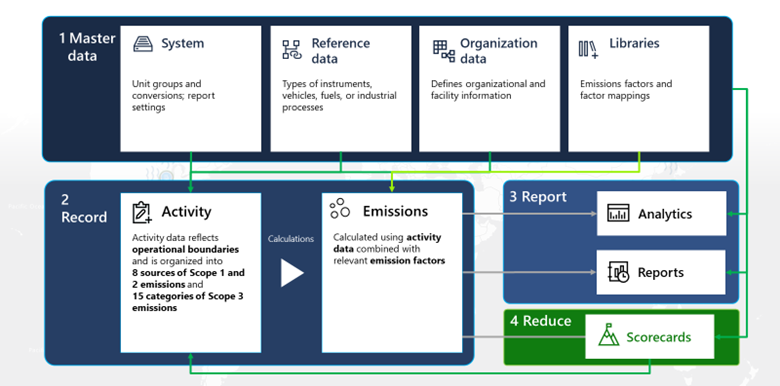 1 Master
data
System
Unit groups and
conversions; report
settings
Reference
data
Types of instruments,
vehicles, fuels, or industrial
processes
Organization
data
Defines organizational and
facility information
Libraries
Emissions factors and
factor mappings
2
Record
Activity
Activity data reflects
operational boundaries
and is organized into
8 sources of Scope 1 and
2 emissions and
15 categories of Scope 3
emissions
Calculations
Emissions
Calculated using activity
data combined with
relevant emission factors
3 Report
Analytics
Reports
4 Reduce
Scorecards